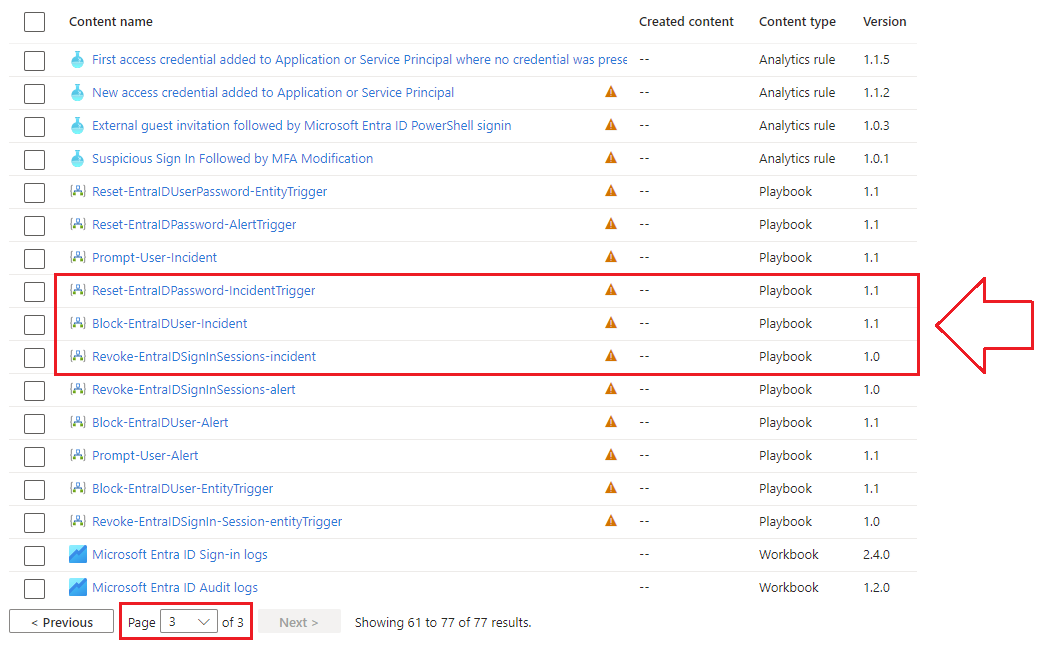 Content name Created content Content type Version
First access credential added to Application or Service Principal where no credential was prese -- Analytics rule 1.1.5
New access credential added to Application or Service Principal -- Analytics rule 1.1.2
External guest invitation followed by Microsoft Entra ID PowerShell signin -- Analytics rule 1.0.3
Suspicious Sign In Followed by MFA Modification -- Analytics rule 1.0.1
Reset-EntraIDUserPassword-EntityTrigger -- Playbook 1.1
Reset-EntraIDPassword-AlertTrigger -- Playbook 1.1
Prompt-User-Incident -- Playbook 1.1
Reset-EntraIDPassword-IncidentTrigger -- Playbook 1.1
Block-EntraIDUser-Incident -- Playbook 1.1
Revoke-EntraIDSignInSessions-incident -- Playbook 1.0
Revoke-EntraIDSignInSessions-alert -- Playbook 1.0
Block-EntraIDUser-Alert -- Playbook 1.1
Prompt-User-Alert -- Playbook 1.1
Block-EntraIDUser-EntityTrigger -- Playbook 1.1
Revoke-EntraIDSignIn-Session-entityTrigger -- Playbook 1.0
Microsoft Entra ID Sign-in logs -- Workbook 2.4.0
Microsoft Entra ID Audit logs -- Workbook 1.2.0
< Previous Page 3 of 3 Next > Showing 61 to 77 of 77 results.